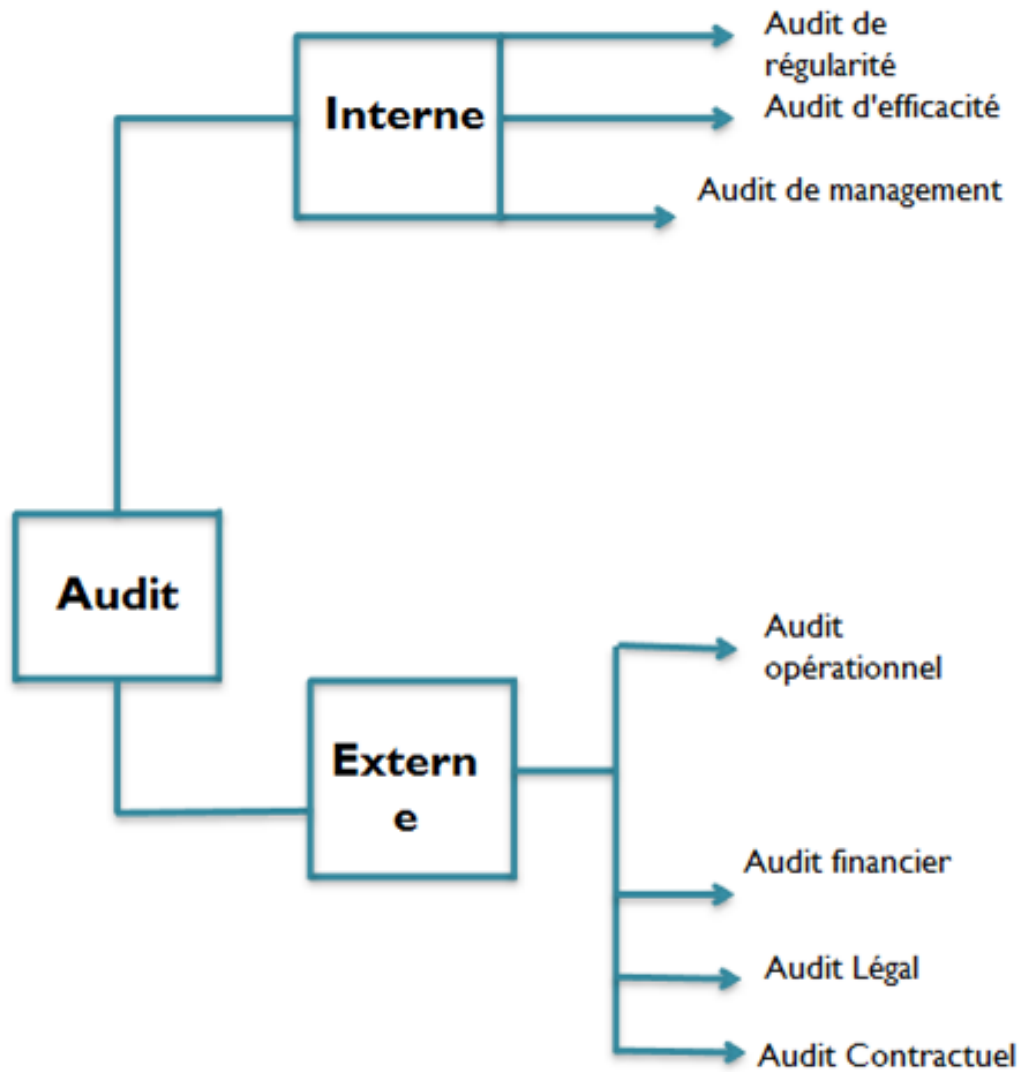 Audit de
régularité
Interne
Audit d'efficacité
Audit de management
Audit
Audit
opérationnel
Extern
e
Audit financier
Audit Légal
Audit Contractuel